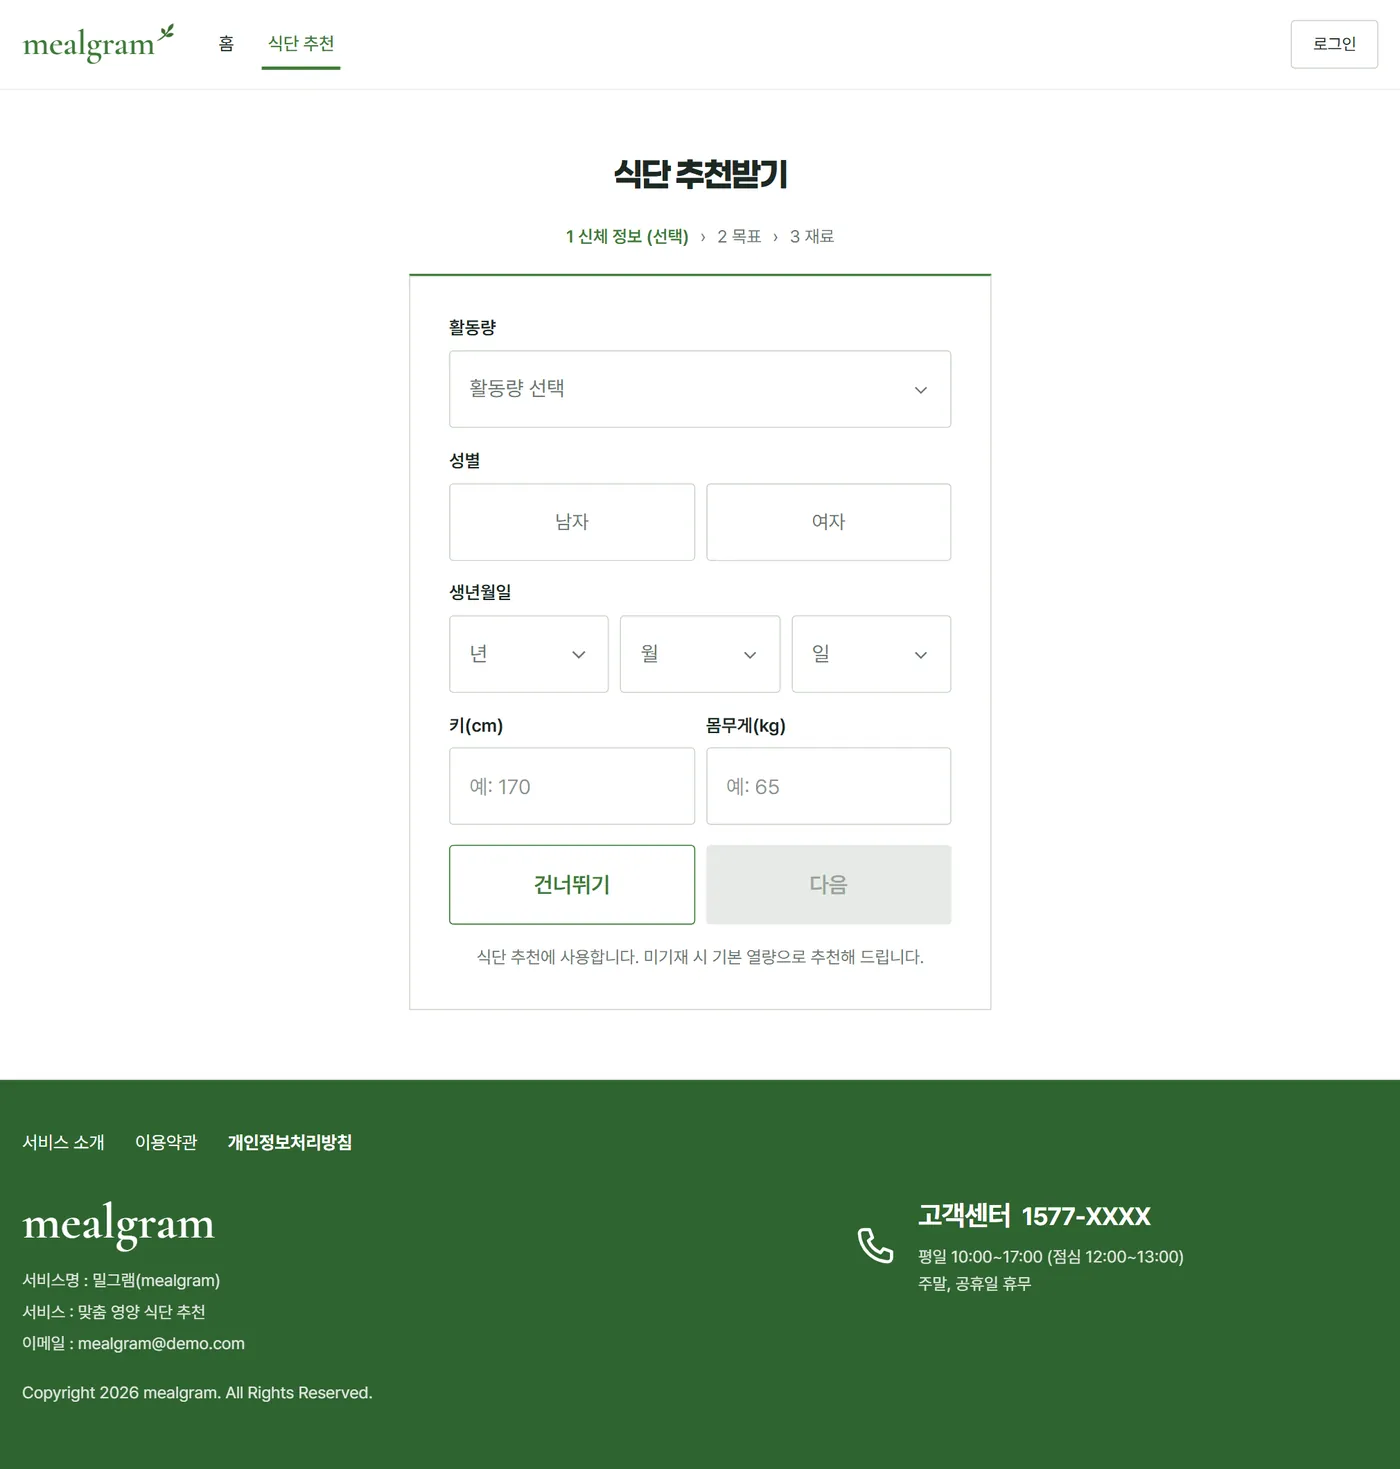 mealgram 홈 식단 추천 로그인
식단 추천받기
1 신체 정보 (선택) › 2 목표 › 3 재료
활동량
활동량 선택
성별
남자 여자
생년월일
년 월 일
키(cm) 몸무게(kg)
예: 170 예: 65
건너뛰기 다음
식단 추천에 사용합니다. 미기재 시 기본 열량으로 추천해 드립니다.
서비스 소개 이용약관 개인정보처리방침
mealgram
서비스명 : 밀그램(mealgram)
서비스 : 맞춤 영양 식단 추천
이메일 : mealgram@demo.com
Copyright 2026 mealgram. All Rights Reserved.
고객센터 1577-XXXX
평일 10:00~17:00 (점심 12:00~13:00)
주말, 공휴일 휴무